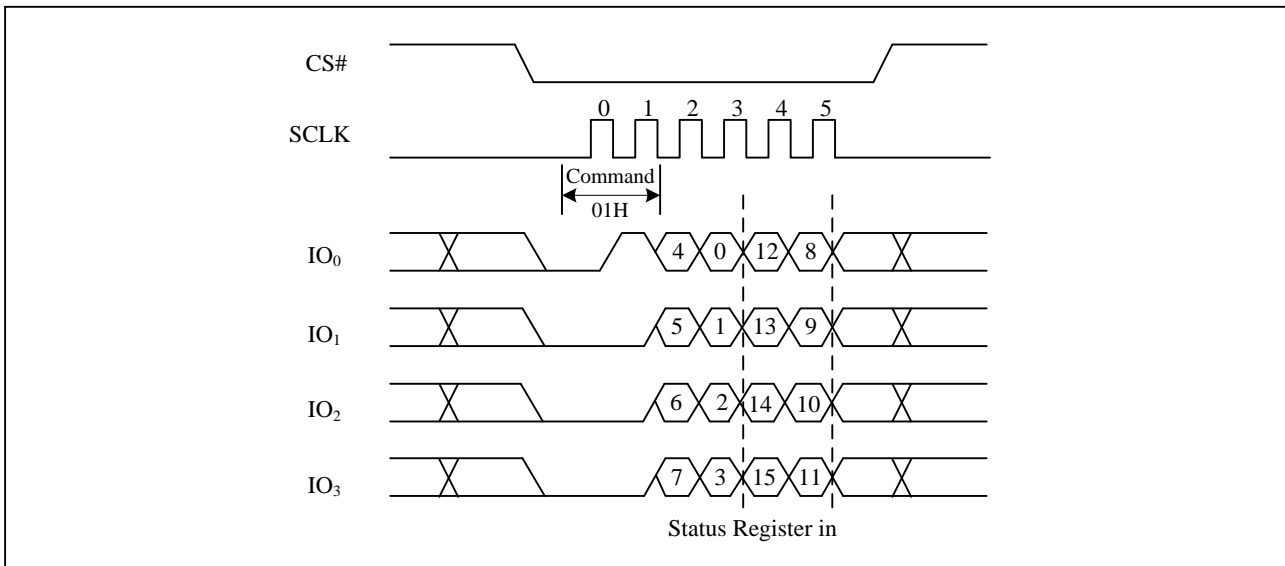 CS#
0 1 2 3 4 5
SCLK
Command
01H
IO0 4 0 12 8
IO1 5 1 13 9
IO2 6 2 14 10
IO3 7 3 15 11
Status Register in